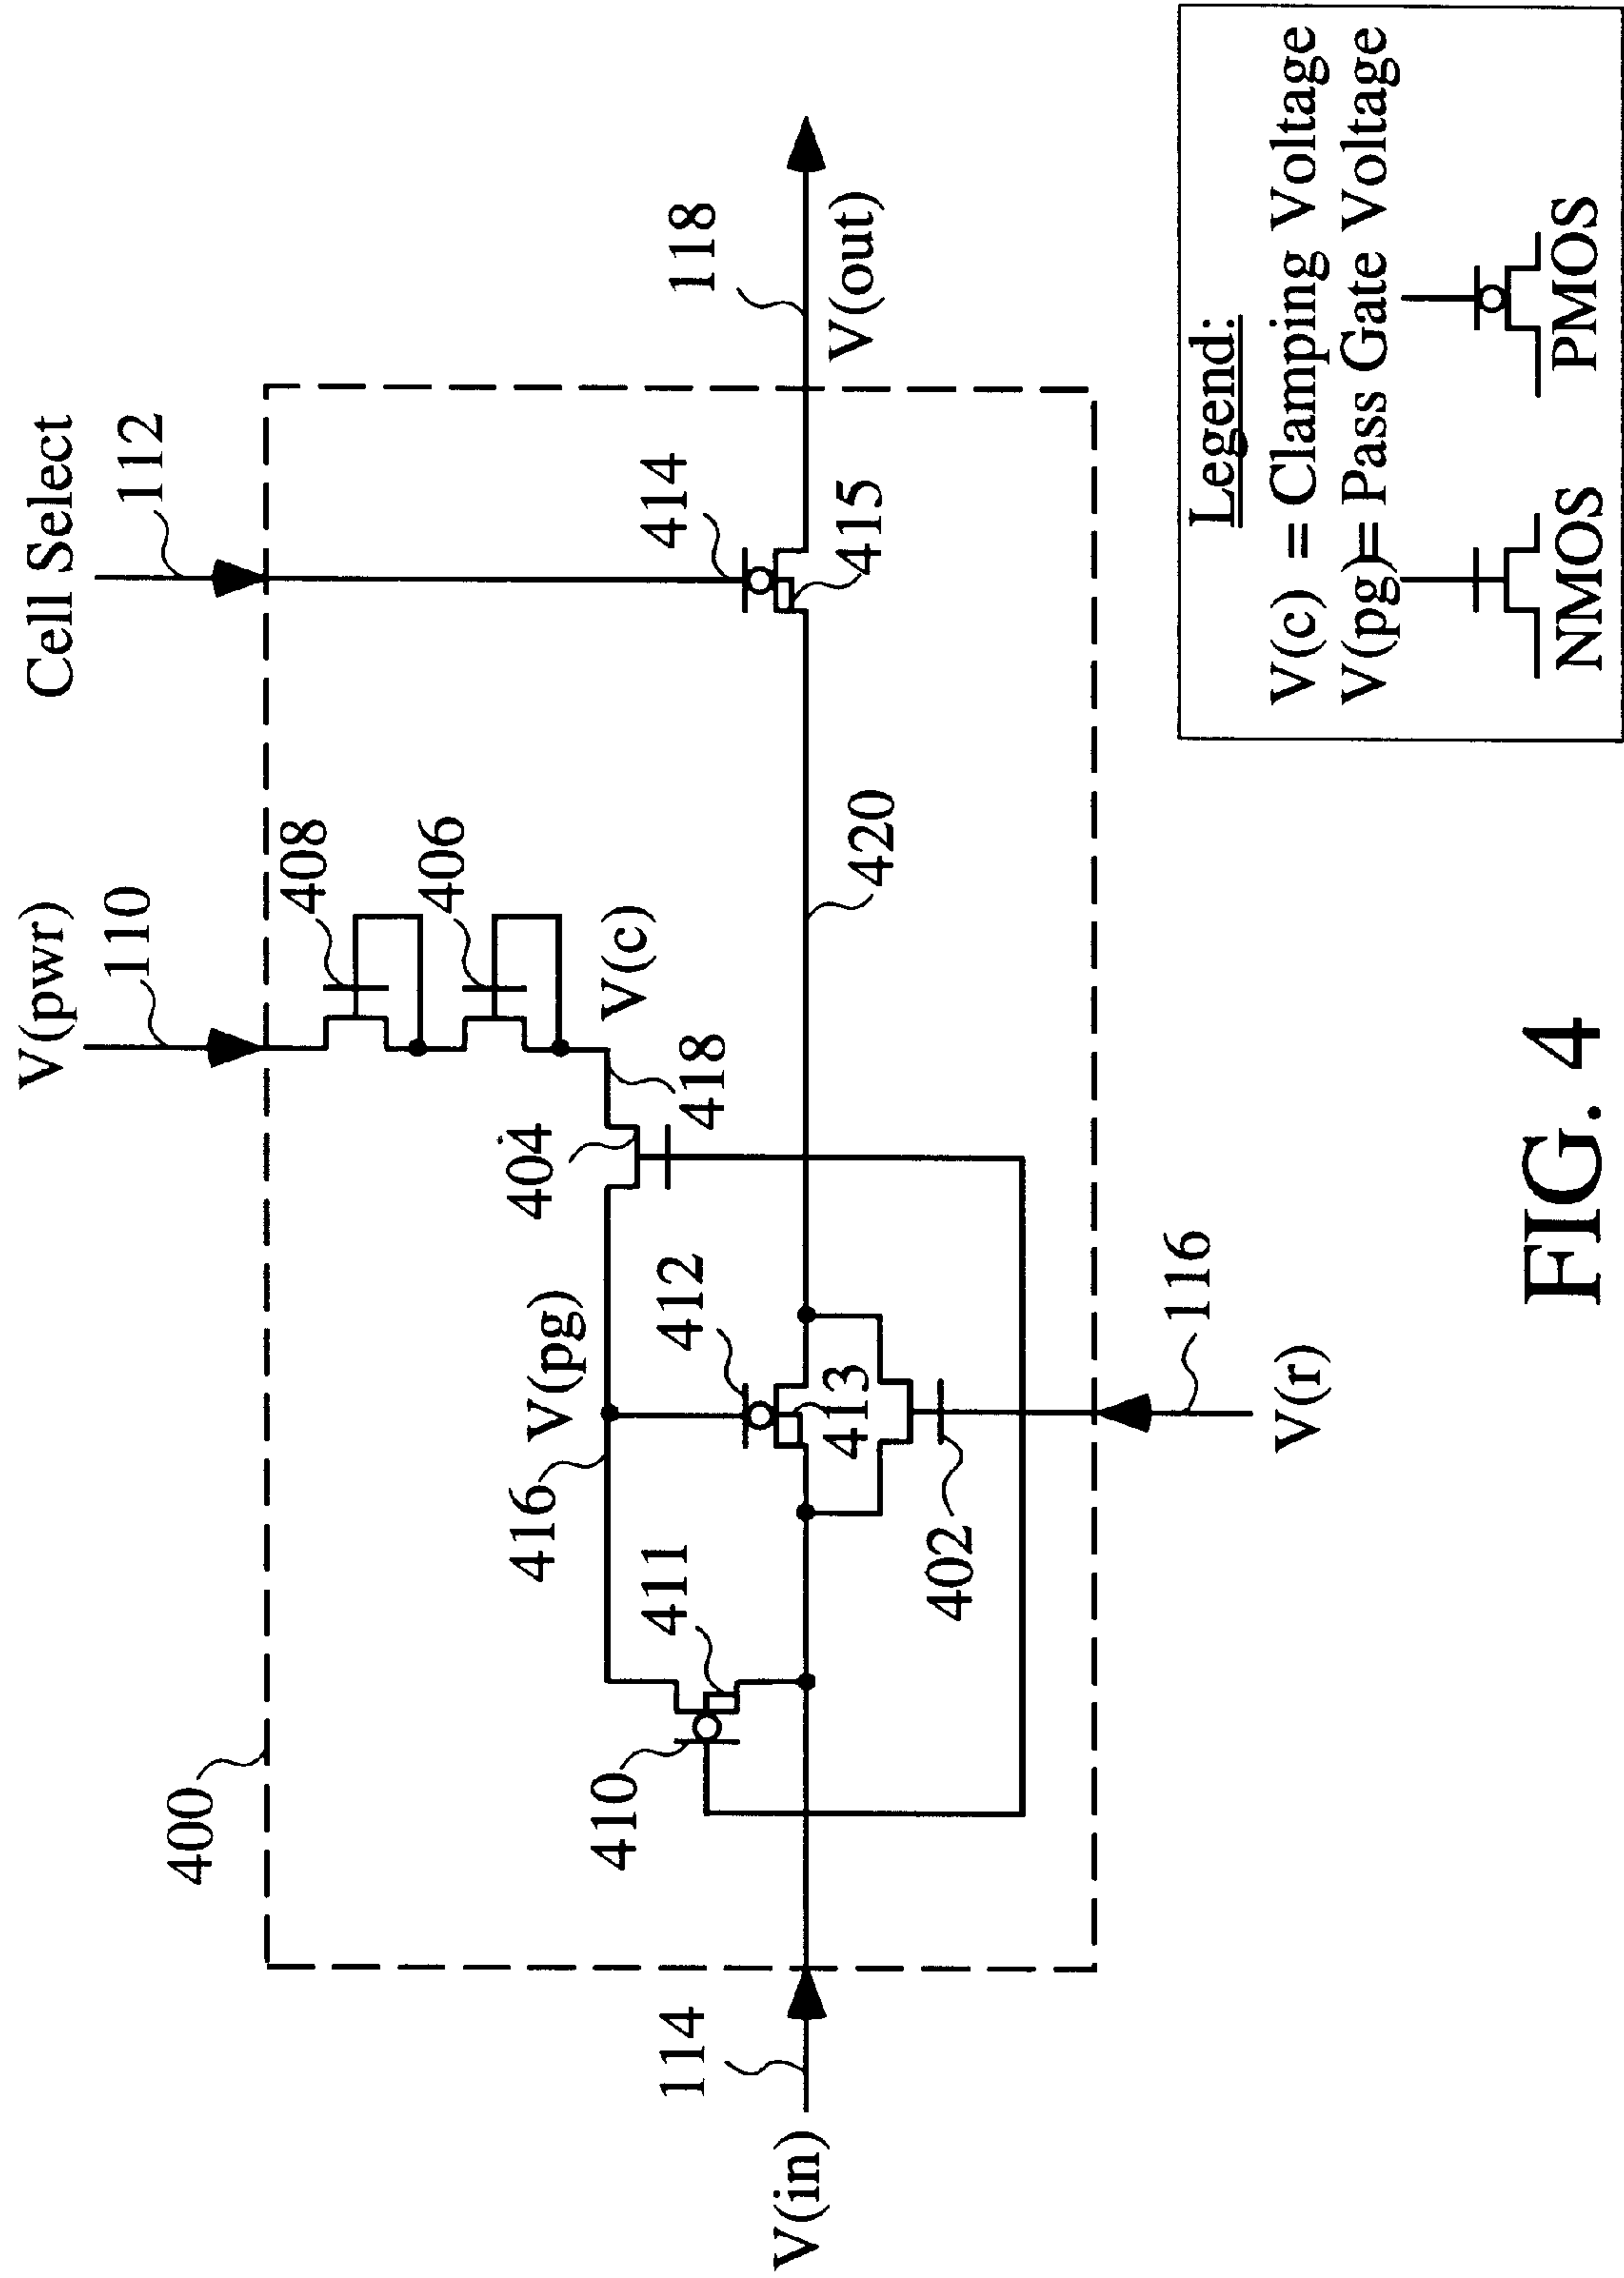 Cell Select
112
V(pwr)
110
400
408
406
414
415
V(c)
418
404
V(pg)
416
412
413
411
410
402
420
114
V(in)
118
V(out)
116
V(r)
Legend:
V(c) = Clamping Voltage
V(pg)= Pass Gate Voltage
NMOS
PMOS
FIG. 4